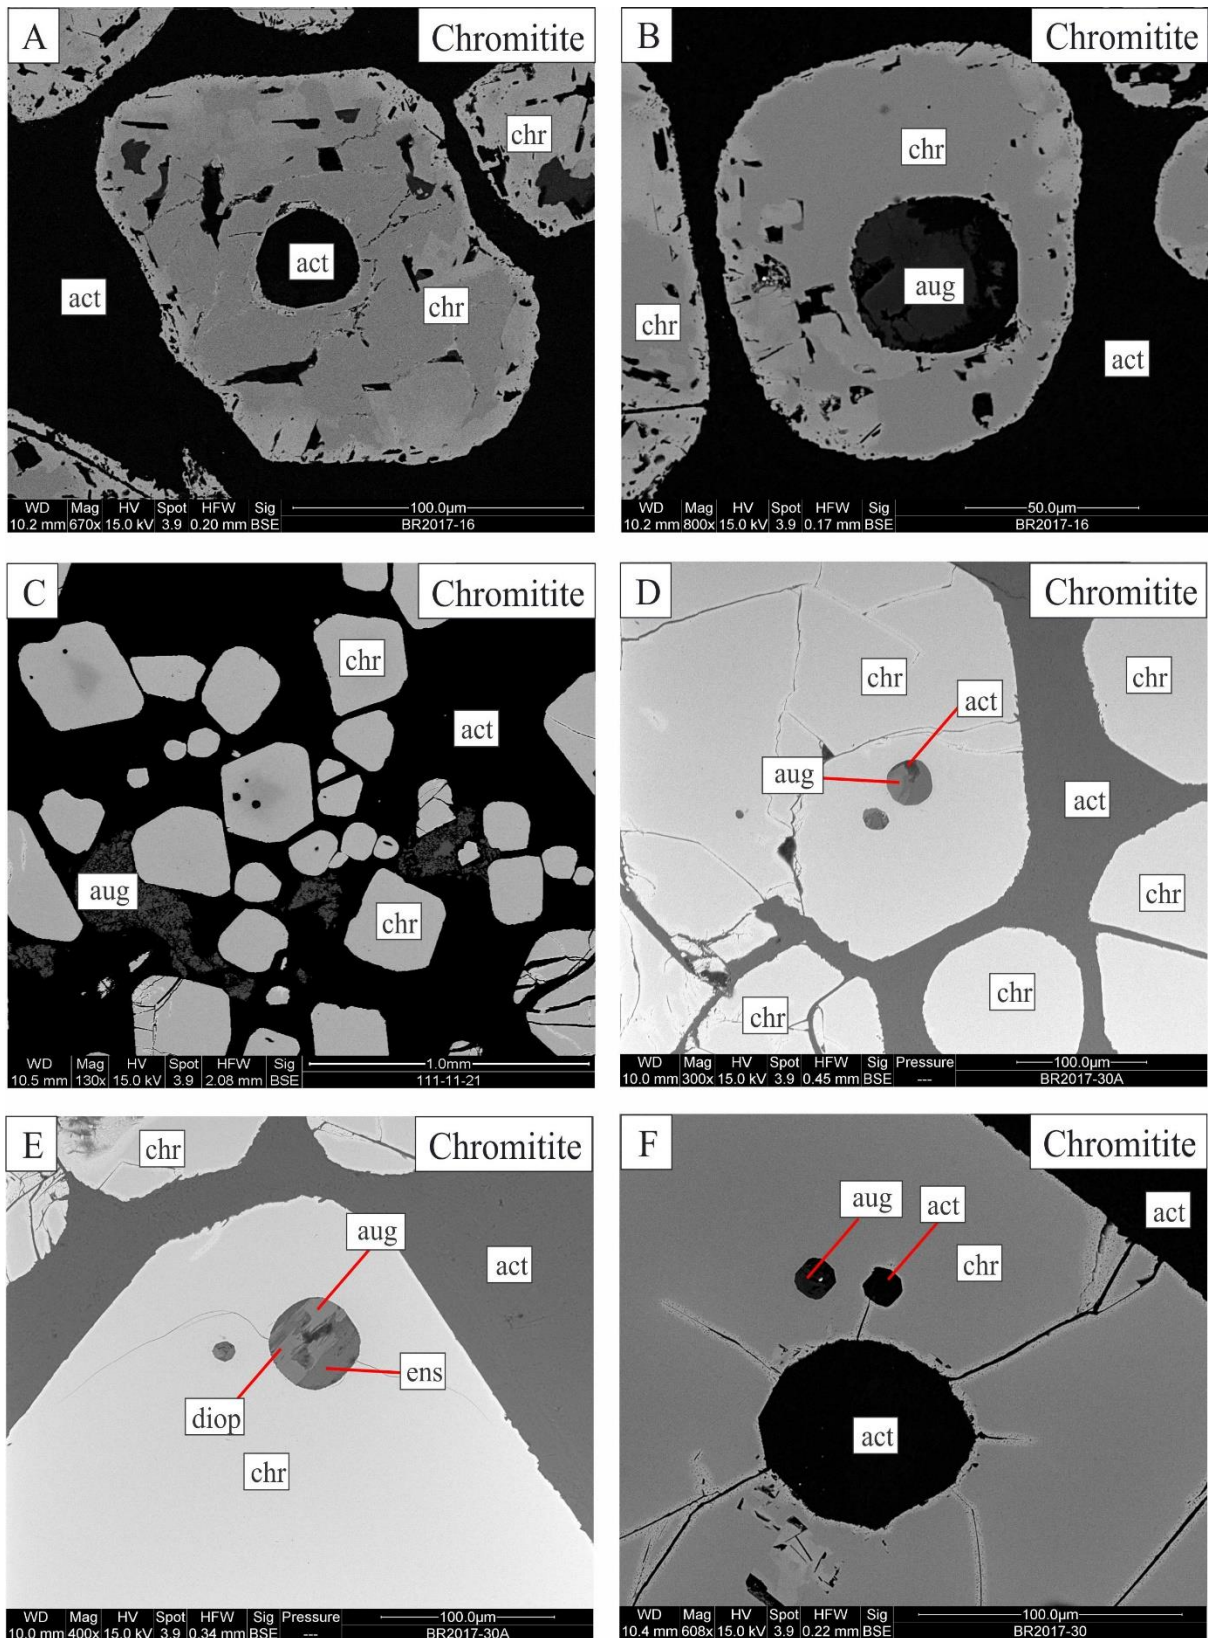 A
Chromitite
chr
act
act
chr
WD Mag HV Spot HFW Sig
10.2 mm 670x 15.0 kV 3.9 0.20 mm BSE
100.0µm
BR2017-16
B
Chromitite
chr
aug
chr
act
WD Mag HV Spot HFW Sig
10.2 mm 800x 15.0 kV 3.9 0.17 mm BSE
50.0µm
BR2017-16
C
Chromitite
chr
act
aug
chr
WD Mag HV Spot HFW Sig
10.5 mm 130x 15.0 kV 3.9 2.08 mm BSE
1.0mm
111-11-21
D
Chromitite
chr
chr
act
aug
act
chr
chr
chr
WD Mag HV Spot HFW Sig Pressure
10.0 mm 300x 15.0 kV 3.9 0.45 mm BSE ---
100.0µm
BR2017-30A
E
Chromitite
chr
aug
act
ens
diop
chr
WD Mag HV Spot HFW Sig Pressure
10.0 mm 400x 15.0 kV 3.9 0.34 mm BSE ---
100.0µm
BR2017-30A
F
Chromitite
aug
act
act
chr
act
WD Mag HV Spot HFW Sig
10.4 mm 608x 15.0 kV 3.9 0.22 mm BSE
100.0µm
BR2017-30